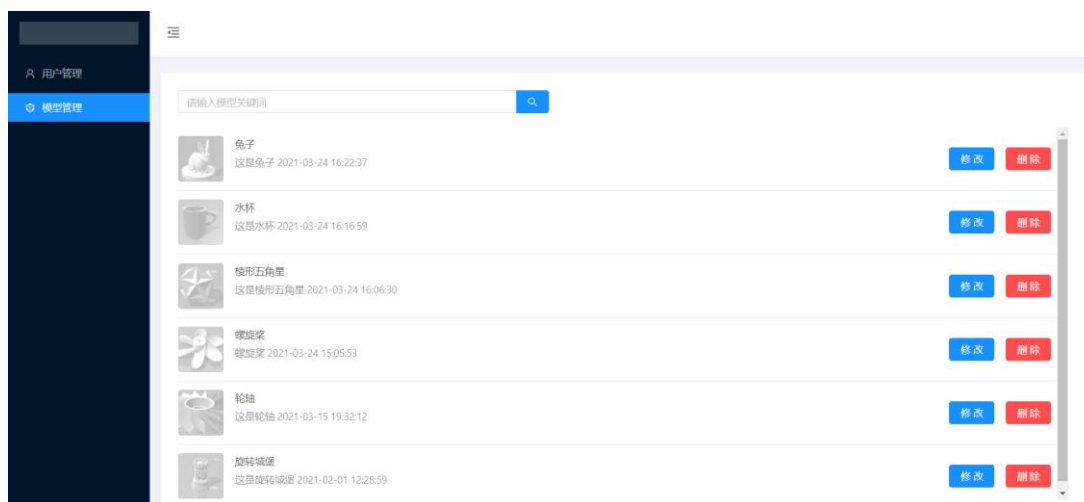 用户管理
模型管理
请输入模型关键词
兔子
这是兔子 2021-03-24 16:22:37
修改 删除
水杯
这是水杯 2021-03-24 16:16:59
修改 删除
棱形五角星
这是棱形五角星 2021-03-24 16:06:30
修改 删除
螺旋桨
螺旋桨 2021-03-24 15:05:53
修改 删除
轮轴
这是轮轴 2021-03-15 19:32:12
修改 删除
旋转城堡
这是旋转城堡 2021-02-01 12:28:59
修改 删除